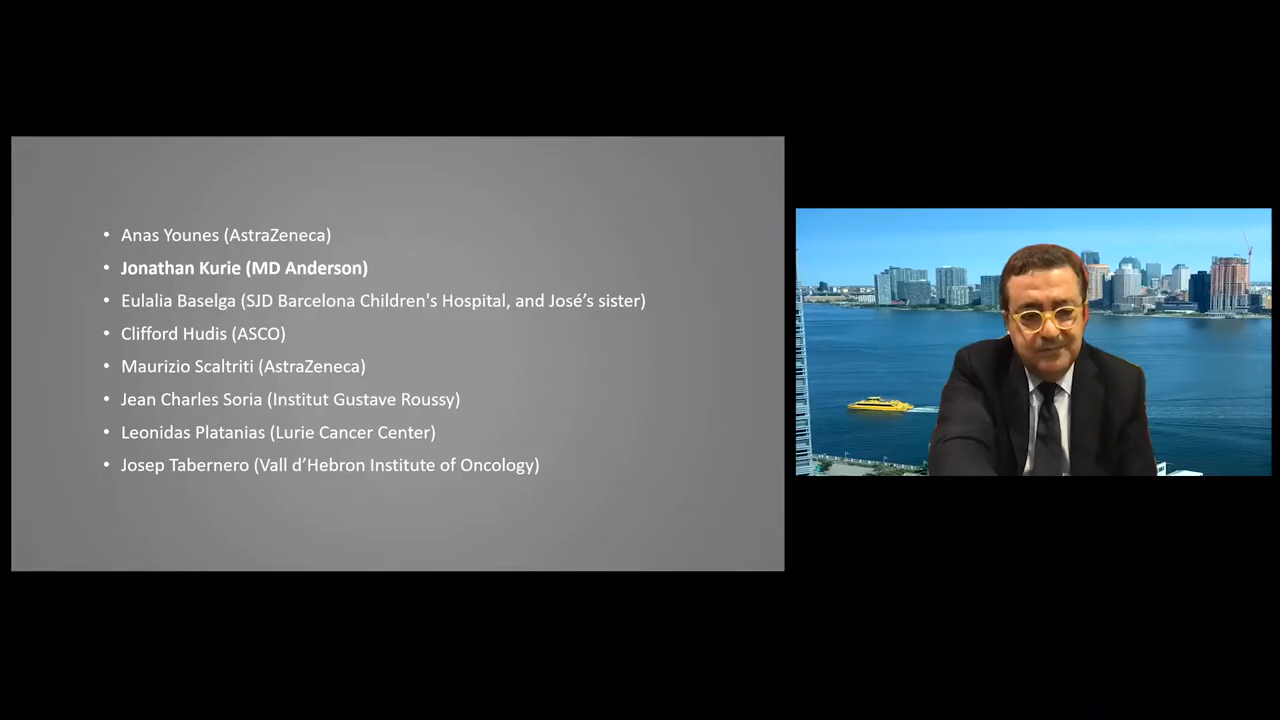 • Anas Younes (AstraZeneca)
• Jonathan Kurie (MD Anderson)
• Eulalia Baselga (SJD Barcelona Children's Hospital, and José’s sister)
• Clifford Hudis (ASCO)
• Maurizio Scaltriti (AstraZeneca)
• Jean Charles Soria (Institut Gustave Roussy)
• Leonidas Platanias (Lurie Cancer Center)
• Josep Tabernero (Vall d’Hebron Institute of Oncology)